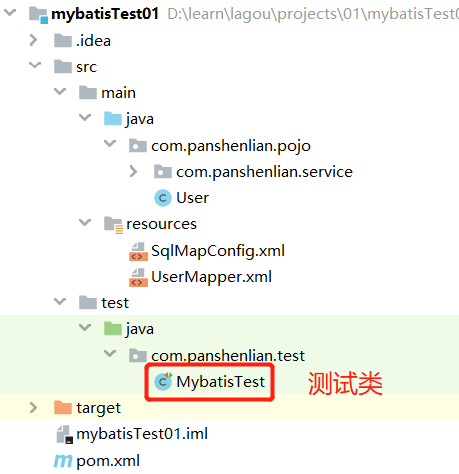 mybatisTest01 D:\learn\lagou\projects\01\mybatisTest0
.idea
src
main
java
com.panshenlian.pojo
com.panshenlian.service
User
resources
SqlMapConfig.xml
UserMapper.xml
test
java
com.panshenlian.test
MybatisTest 测试类
target
mybatisTest01.iml
pom.xml